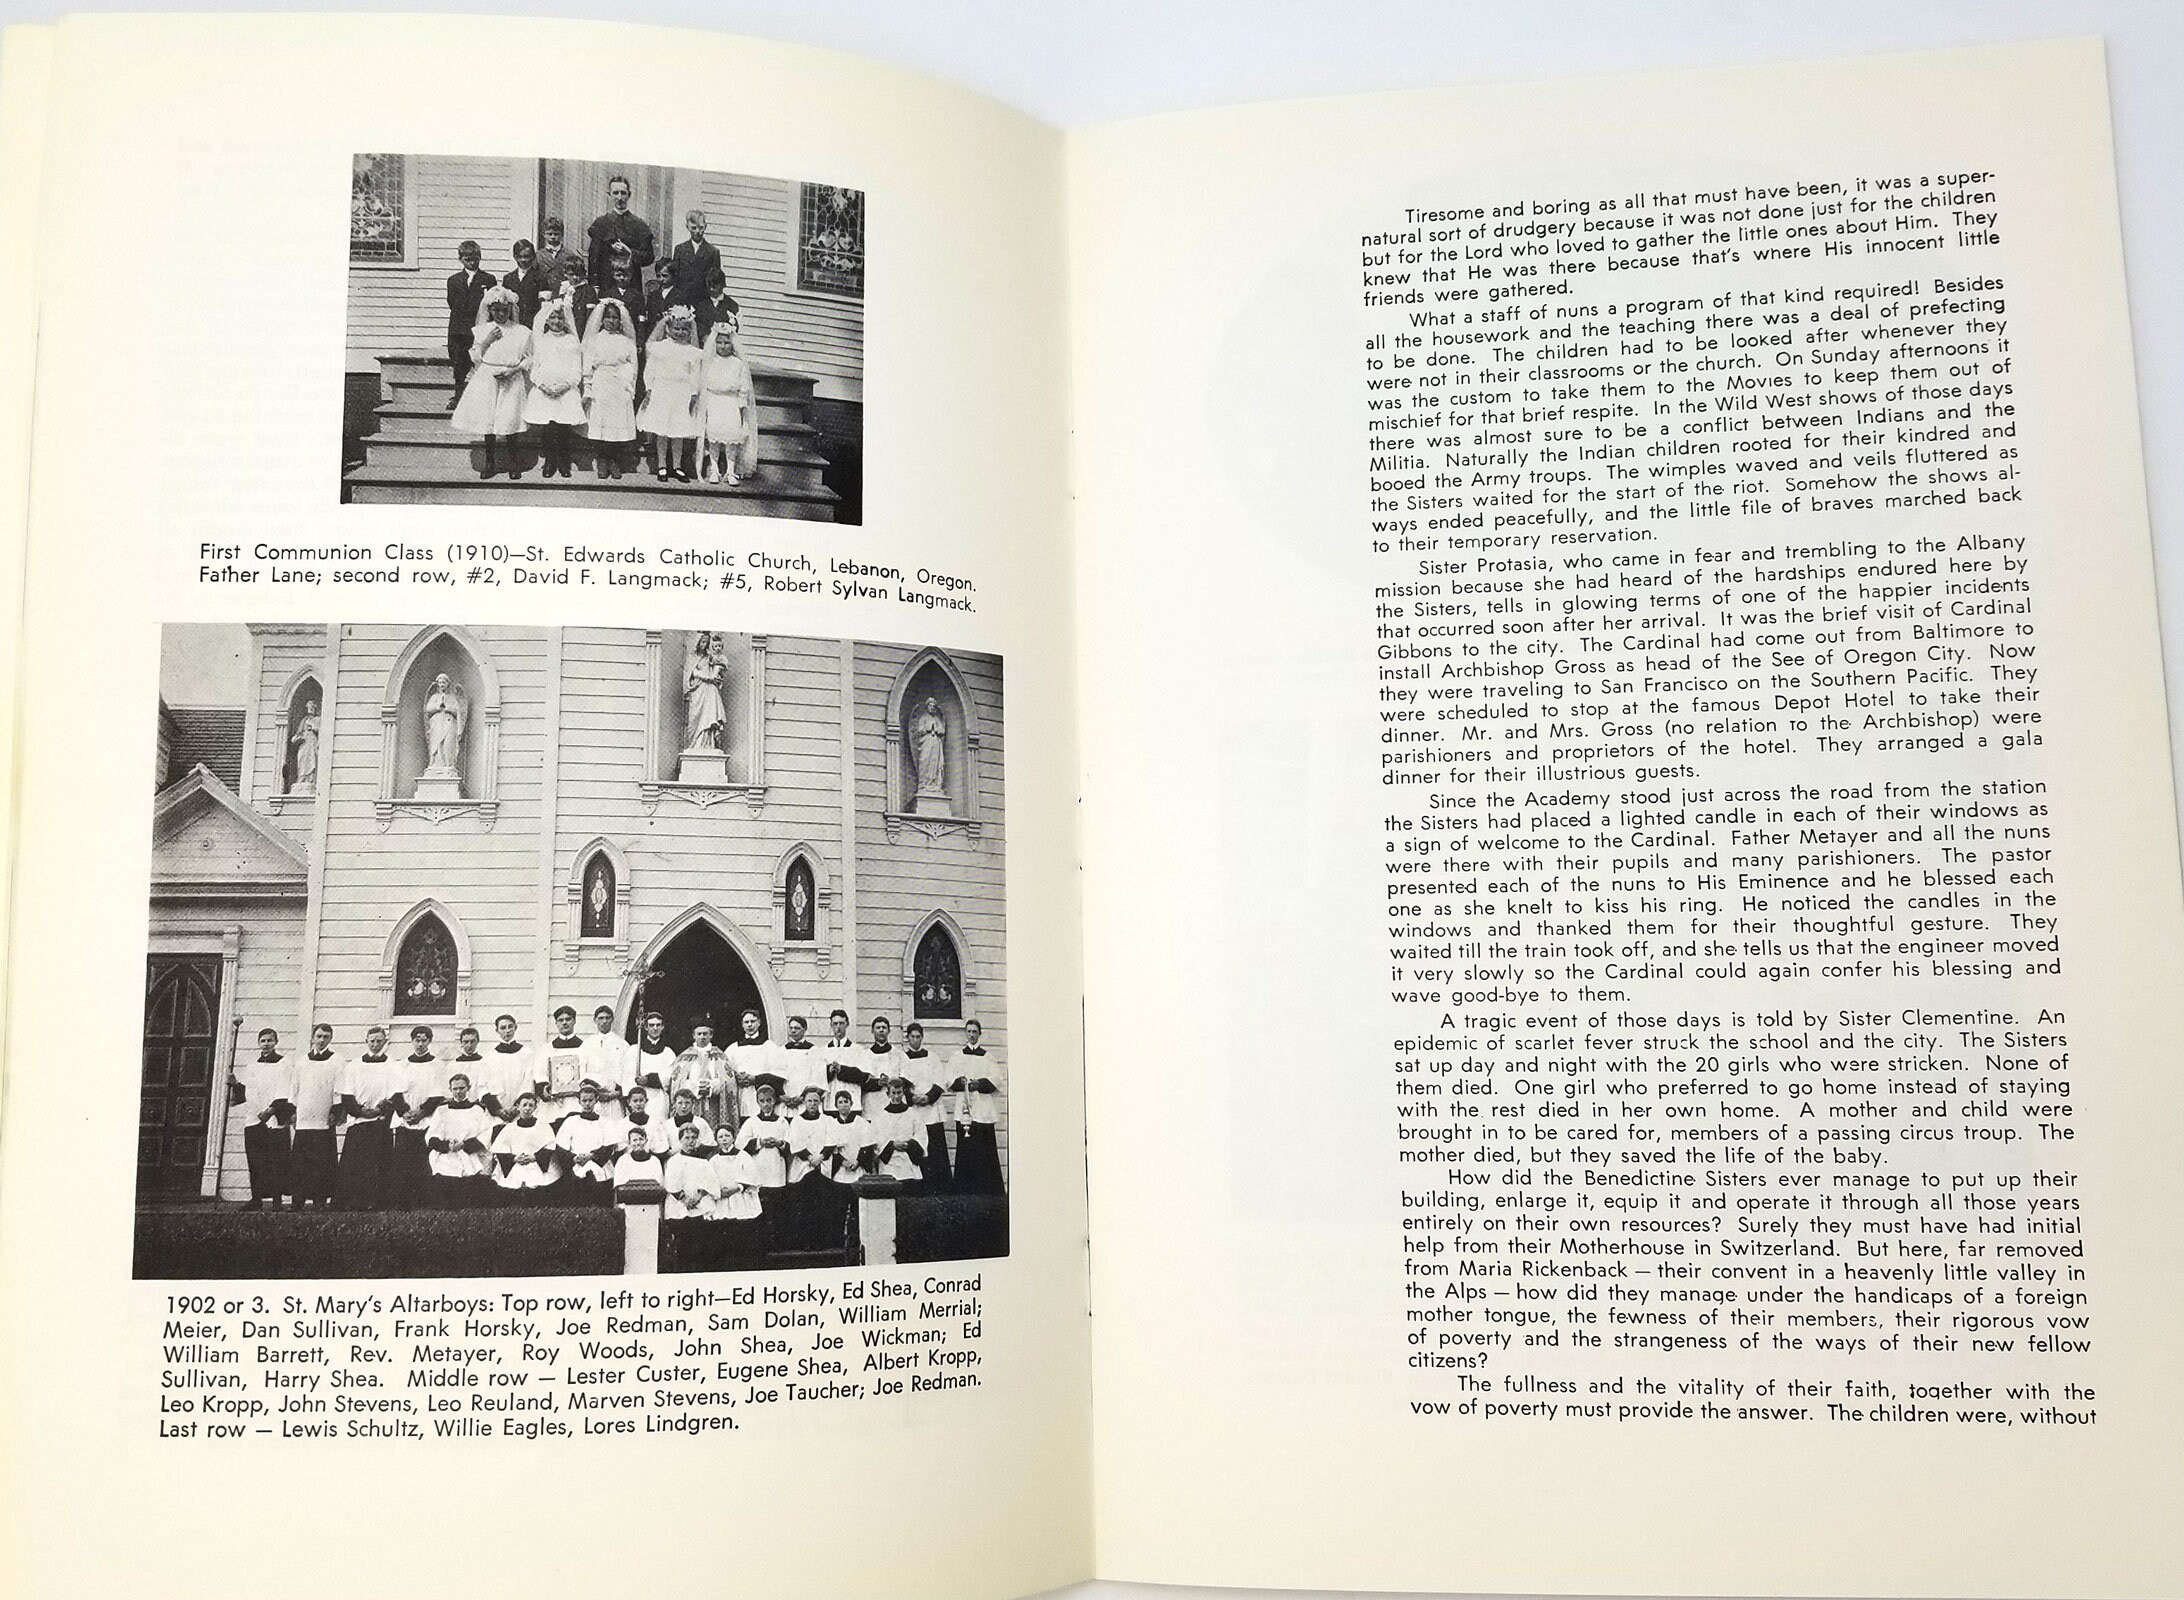 First Communion Class (1910)—St. Edwards Catholic Church, Lebanon, Oregon.
Father Lane; second row, #2, David F. Langmack; #5, Robert Sylvan Langmack.
1902 or 3. St. Mary's Altarboys: Top row, left to right—Ed Horsky, Ed Shea, Conrad
Meier, Dan Sullivan, Frank Horsky, Joe Redman, Sam Dolan, William Merrial;
William Barrett, Rev. Metayer, Roy Woods, John Shea, Joe Wickman; Ed
Sullivan, Harry Shea. Middle row — Lester Custer, Eugene Shea, Albert Kropp,
Leo Kropp, John Stevens, Leo Reuland, Marven Stevens, Joe Taucher; Joe Redman.
Last row — Lewis Schultz, Willie Eagles, Lores Lindgren.
Tiresome and boring as all that must have been, it was a super-
natural sort of drudgery because it was not done just for the children
but for the Lord who loved to gather the little ones about Him. They
knew that He was there because that's where His innocent little
friends were gathered.
What a staff of nuns a program of that kind required! Besides
all the housework and the teaching there was a deal of prefecting
to be done. The children had to be looked after whenever they
were not in their classrooms or the church. On Sunday afternoons it
was the custom to take them to the Movies to keep them out of
mischief for that brief respite. In the Wild West shows of those days
there was almost sure to be a conflict between Indians and the
Militia. Naturally the Indian children rooted for their kindred and
booed the Army troups. The wimples waved and veils fluttered as
the Sisters waited for the start of the riot. Somehow the shows al-
ways ended peacefully, and the little file of braves marched back
to their temporary reservation.
Sister Protasia, who came in fear and trembling to the Albany
mission because she had heard of the hardships endured here by
the Sisters, tells in glowing terms of one of the happier incidents
that occurred soon after her arrival. It was the brief visit of Cardinal
Gibbons to the city. The Cardinal had come out from Baltimore to
install Archbishop Gross as head of the See of Oregon City. Now
they were traveling to San Francisco on the Southern Pacific. They
were scheduled to stop at the famous Depot Hotel to take their
dinner. Mr. and Mrs. Gross (no relation to the Archbishop) were
parishioners and proprietors of the hotel. They arranged a gala
dinner for their illustrious guests.
Since the Academy stood just across the road from the station
the Sisters had placed a lighted candle in each of their windows as
a sign of welcome to the Cardinal. Father Metayer and all the nuns
were there with their pupils and many parishioners. The pastor
presented each of the nuns to His Eminence and he blessed each
one as she knelt to kiss his ring. He noticed the candles in the
windows and thanked them for their thoughtful gesture. They
waited till the train took off, and she tells us that the engineer moved
it very slowly so the Cardinal could again confer his blessing and
wave good-bye to them.
A tragic event of those days is told by Sister Clementine. An
epidemic of scarlet fever struck the school and the city. The Sisters
sat up day and night with the 20 girls who were stricken. None of
them died. One girl who preferred to go home instead of staying
with the rest died in her own home. A mother and child were
brought in to be cared for, members of a passing circus troup. The
mother died, but they saved the life of the baby.
How did the Benedictine Sisters ever manage to put up their
building, enlarge it, equip it and operate it through all those years
entirely on their own resources? Surely they must have had initial
help from their Motherhouse in Switzerland. But here, far removed
from Maria Rickenback — their convent in a heavenly little valley in
the Alps — how did they manage under the handicaps of a foreign
mother tongue, the fewness of their members, their rigorous vow
of poverty and the strangeness of the ways of their new fellow
citizens?
The fullness and the vitality of their faith, together with the
vow of poverty must provide the answer. The children were, without